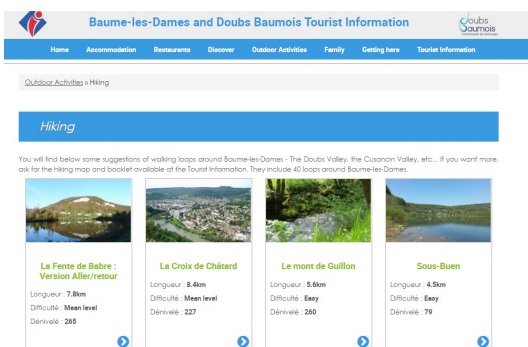 Baume-les-Dames and Doubs Baumois Tourist Information
Doubs
Baumois
Home Accommodation Restaurants Discover Outdoor Activities Family Getting here Tourist Information
Outdoor Activities » Hiking
Hiking
You will find below some suggestions of walking loops around Baume-les-Dames - The Doubs Valley, the Cusancin Valley, etc... If you want more,
ask for the hiking map and booklet available at the Tourist Information. They include 40 loops around Baume-les-Dames.
La Fente de Babre :
Version Aller/retour
Longueur : 7.8km
Difficulté : Mean level
Dénivelé : 265
La Croix de Châtard
Longueur : 8.4km
Difficulté : Mean level
Dénivelé : 227
Le mont de Guillon
Longueur : 5.6km
Difficulté : Easy
Dénivelé : 260
Sous-Buen
Longueur : 4.5km
Difficulté : Easy
Dénivelé : 79